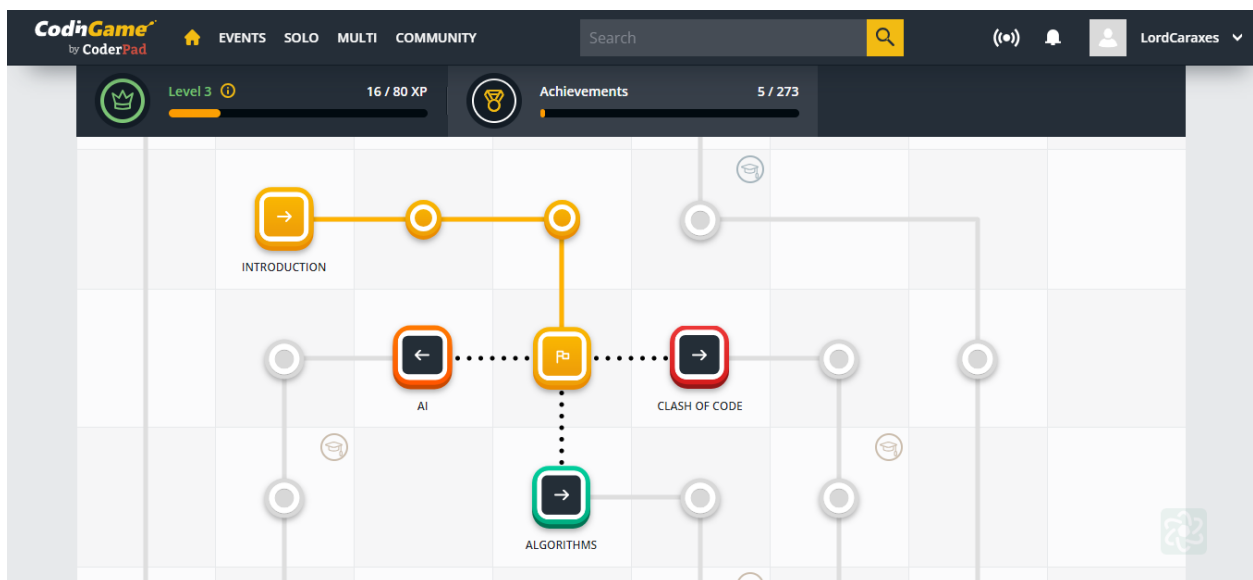 CodinGame
by CoderPad
EVENTS SOLO MULTI COMMUNITY
Search
LordCaraxes
Level 3
16 / 80 XP
Achievements
5 / 273
INTRODUCTION
AI
CLASH OF CODE
ALGORITHMS